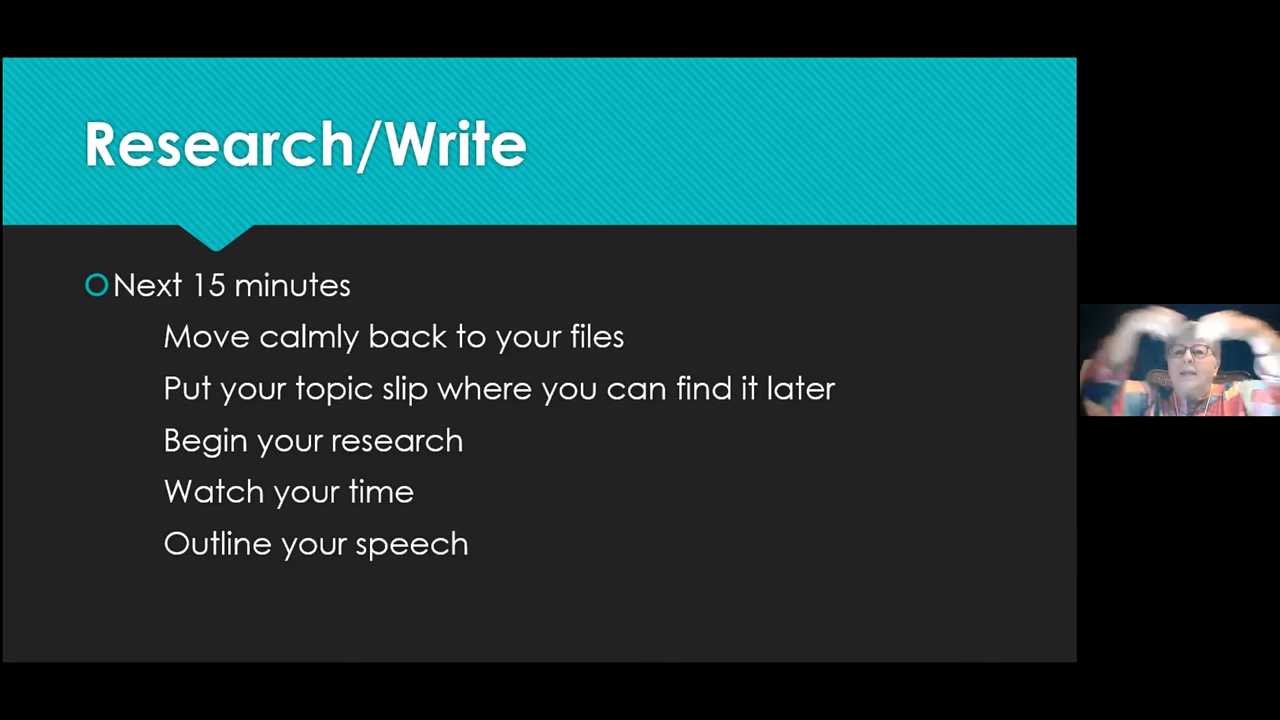 Research/Write
Next 15 minutes
Move calmly back to your files
Put your topic slip where you can find it later
Begin your research
Watch your time
Outline your speech